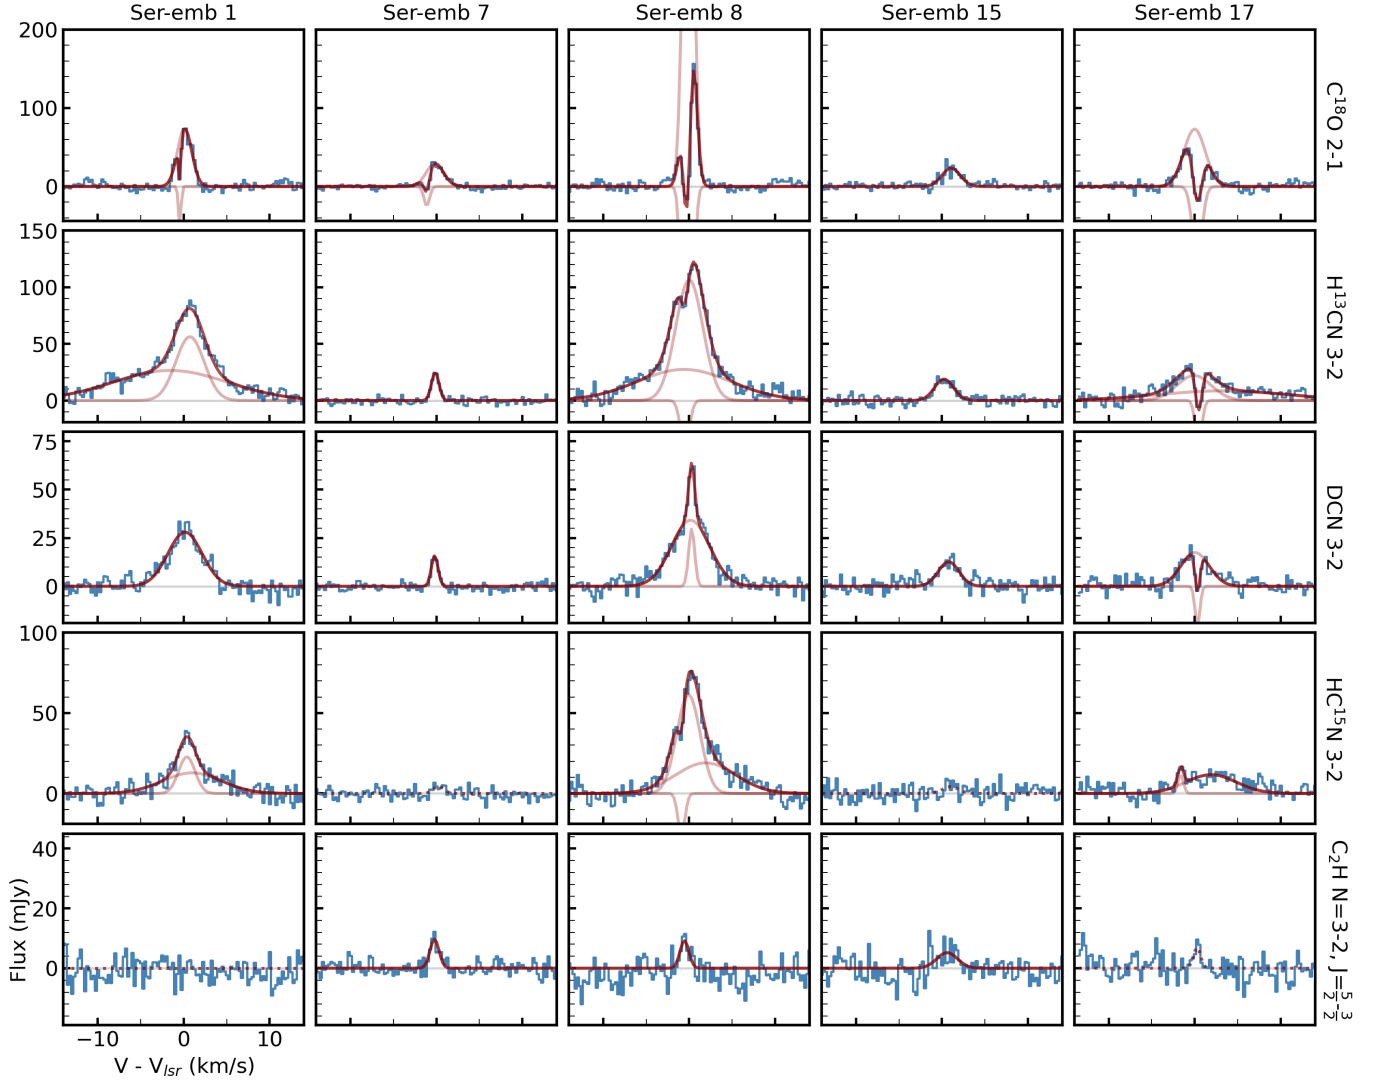 Ser-emb 1 Ser-emb 7 Ser-emb 8 Ser-emb 15 Ser-emb 17
200
100
0
C¹⁸O 2-1
150
100
50
0
H¹³CN 3-2
75
50
25
0
DCN 3-2
100
50
0
HC¹⁵N 3-2
40
20
0
Flux (mJy)
C₂H N=3-2, J=5/2-3/2
−10 0 10
V - Vlsr (km/s)